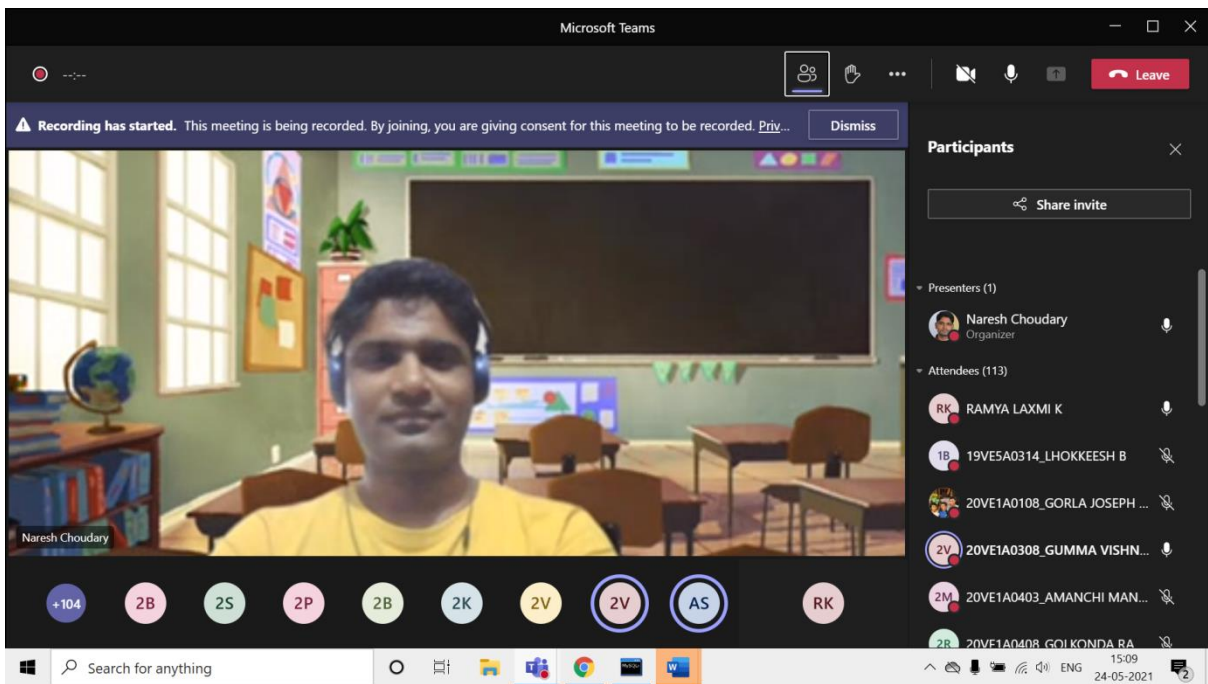 Microsoft Teams
--:--
Leave
Recording has started. This meeting is being recorded. By joining, you are giving consent for this meeting to be recorded. Priv...
Dismiss
Participants
Share invite
Presenters (1)
Naresh Choudary
Organizer
Attendees (113)
RK RAMYA LAXMI K
1B 19VE5A0314_LHOKKEESH B
20VE1A0108_GORLA JOSEPH ...
2V 20VE1A0308_GUMMA VISHN...
2M 20VE1A0403_AMANCHI MAN...
2R 20VE1A0408_GOLKONDA RA
Naresh Choudary
+104 2B 2S 2P 2B 2K 2V 2V AS RK
Search for anything
ENG
15:09
24-05-2021
2